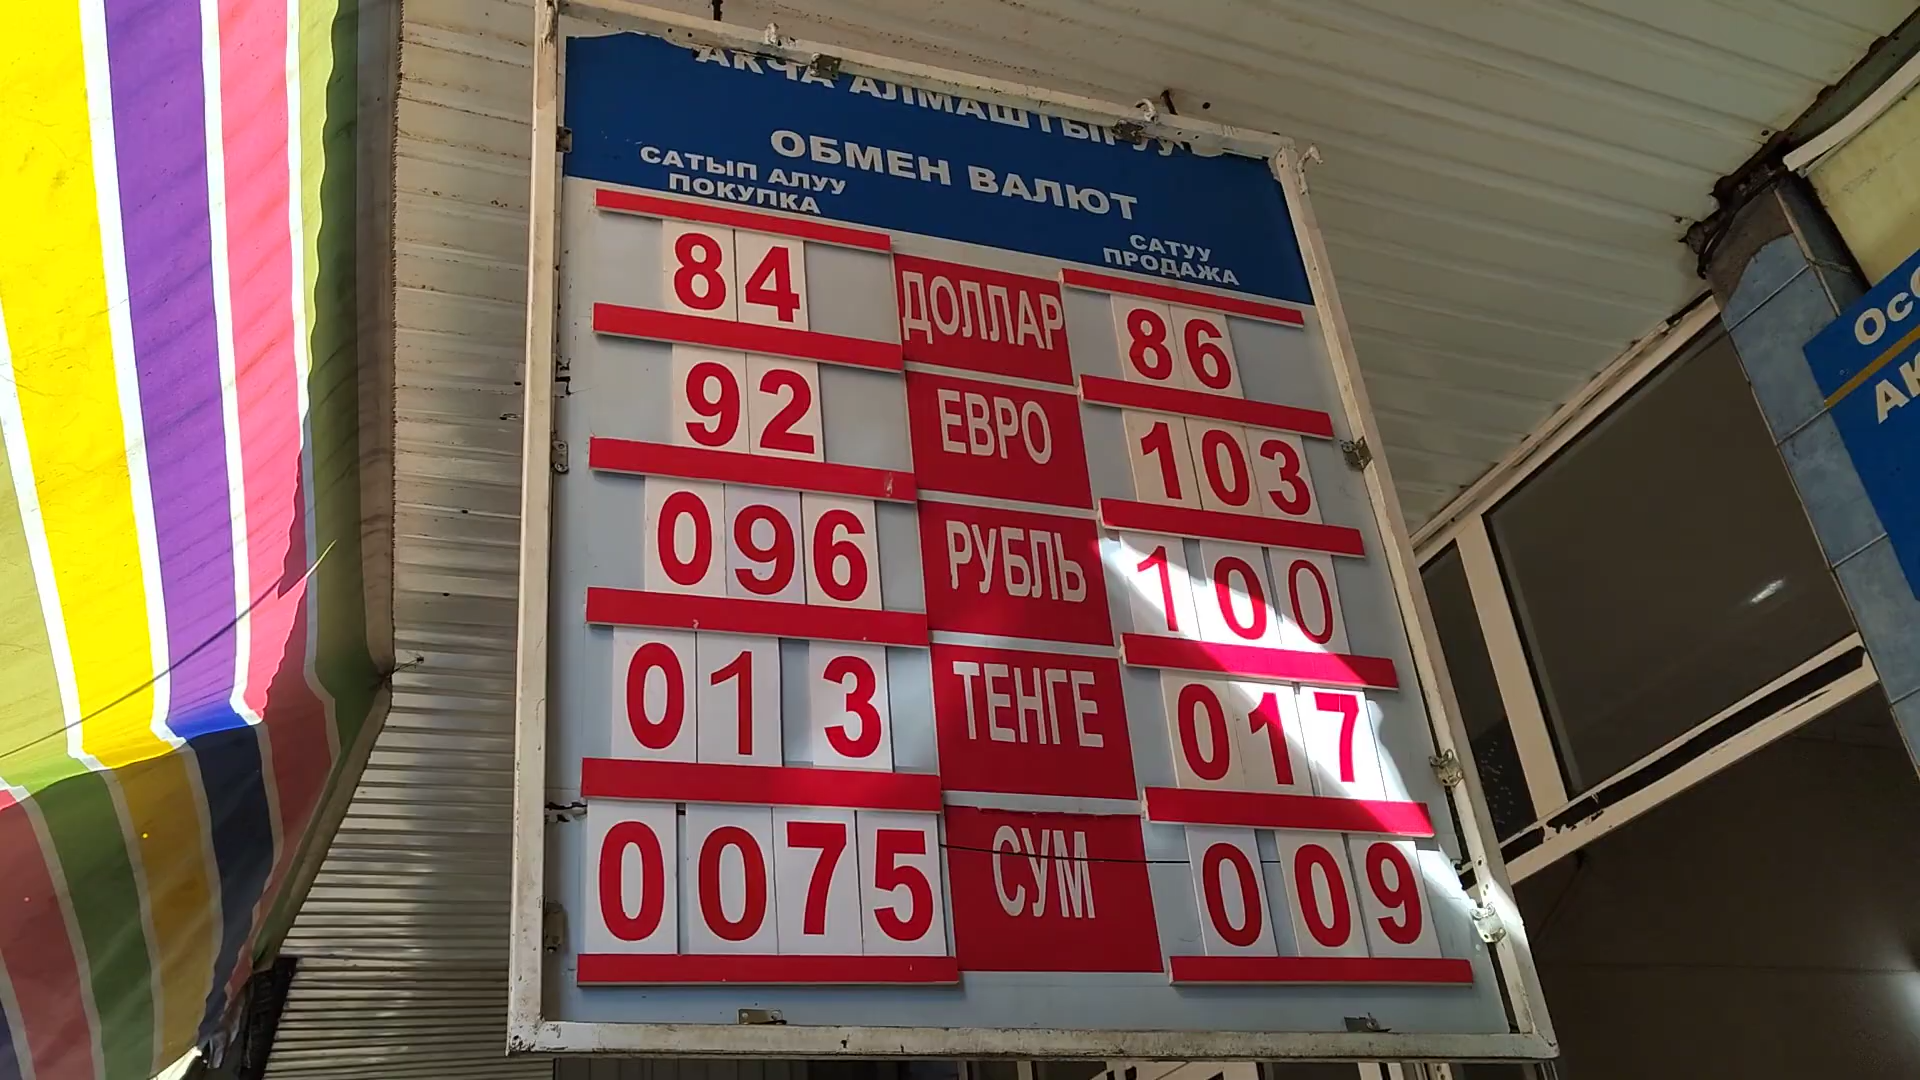 АКЧА АЛМАШТЫРУУ
ОБМЕН ВАЛЮТ
САТЫП АЛУУ
ПОКУПКА
САТУУ
ПРОДАЖА
84 ДОЛЛАР 86
92 ЕВРО 103
096 РУБЛЬ 100
013 ТЕНГЕ 017
0075 СУМ 009